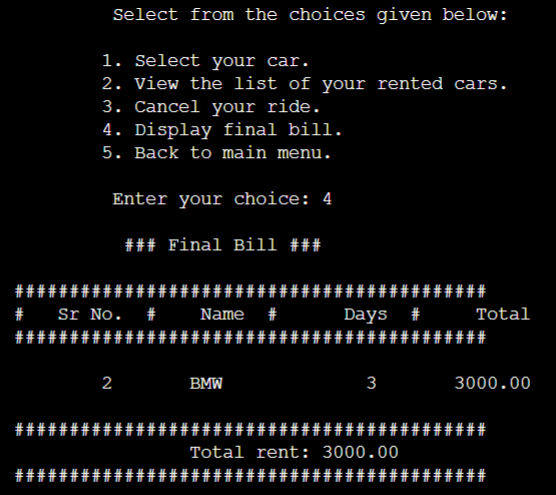 Select from the choices given below:
1. Select your car.
2. View the list of your rented cars.
3. Cancel your ride.
4. Display final bill.
5. Back to main menu.
Enter your choice: 4
### Final Bill ###
###########################################
# Sr No. # Name # Days # Total
###########################################
2 BMW 3 3000.00
###########################################
Total rent: 3000.00
###########################################